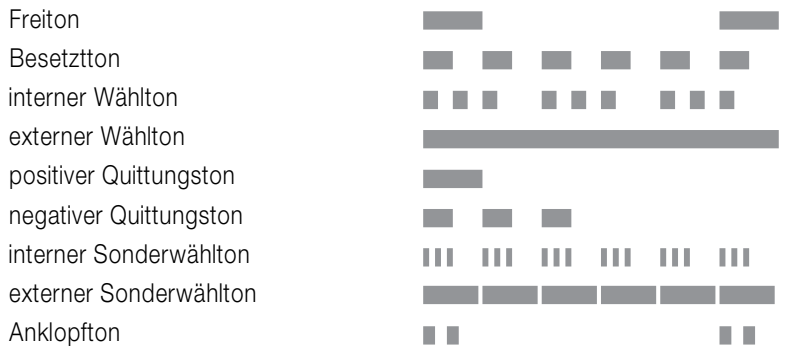 Freiton
Besetztton
interner Wählton
externer Wählton
positiver Quittungston
negativer Quittungston
interner Sonderwählton
externer Sonderwählton
Anklopfton